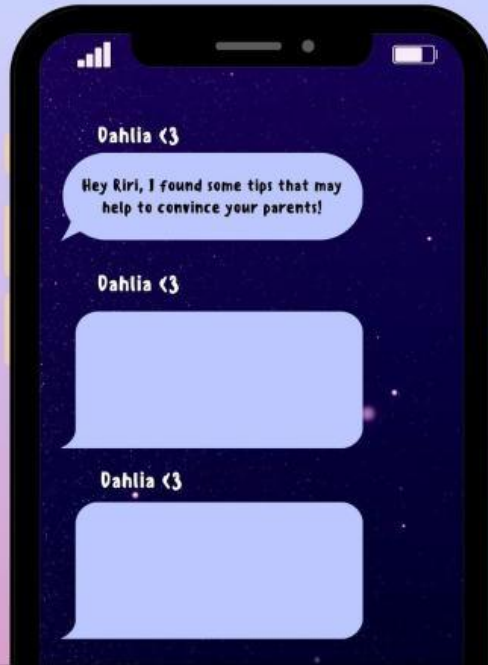 Dahlia <3
Hey Riri, I found some tips that may
help to convince your parents!
Dahlia <3
Dahlia <3